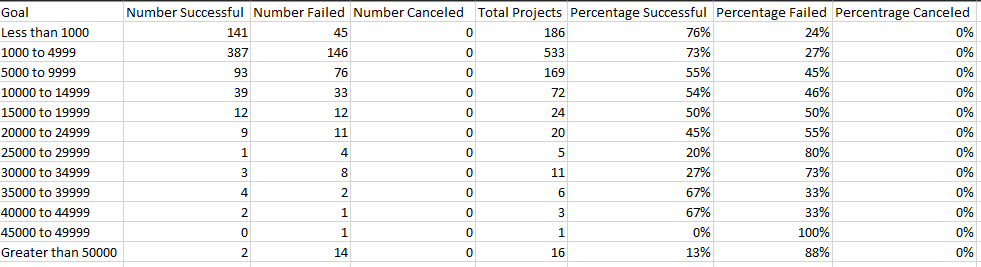 Goal Number Successful Number Failed Number Canceled Total Projects Percentage Successful Percentage Failed Percentrage Canceled
Less than 1000 141 45 0 186 76% 24% 0%
1000 to 4999 387 146 0 533 73% 27% 0%
5000 to 9999 93 76 0 169 55% 45% 0%
10000 to 14999 39 33 0 72 54% 46% 0%
15000 to 19999 12 12 0 24 50% 50% 0%
20000 to 24999 9 11 0 20 45% 55% 0%
25000 to 29999 1 4 0 5 20% 80% 0%
30000 to 34999 3 8 0 11 27% 73% 0%
35000 to 39999 4 2 0 6 67% 33% 0%
40000 to 44999 2 1 0 3 67% 33% 0%
45000 to 49999 0 1 0 1 0% 100% 0%
Greater than 50000 2 14 0 16 13% 88% 0%